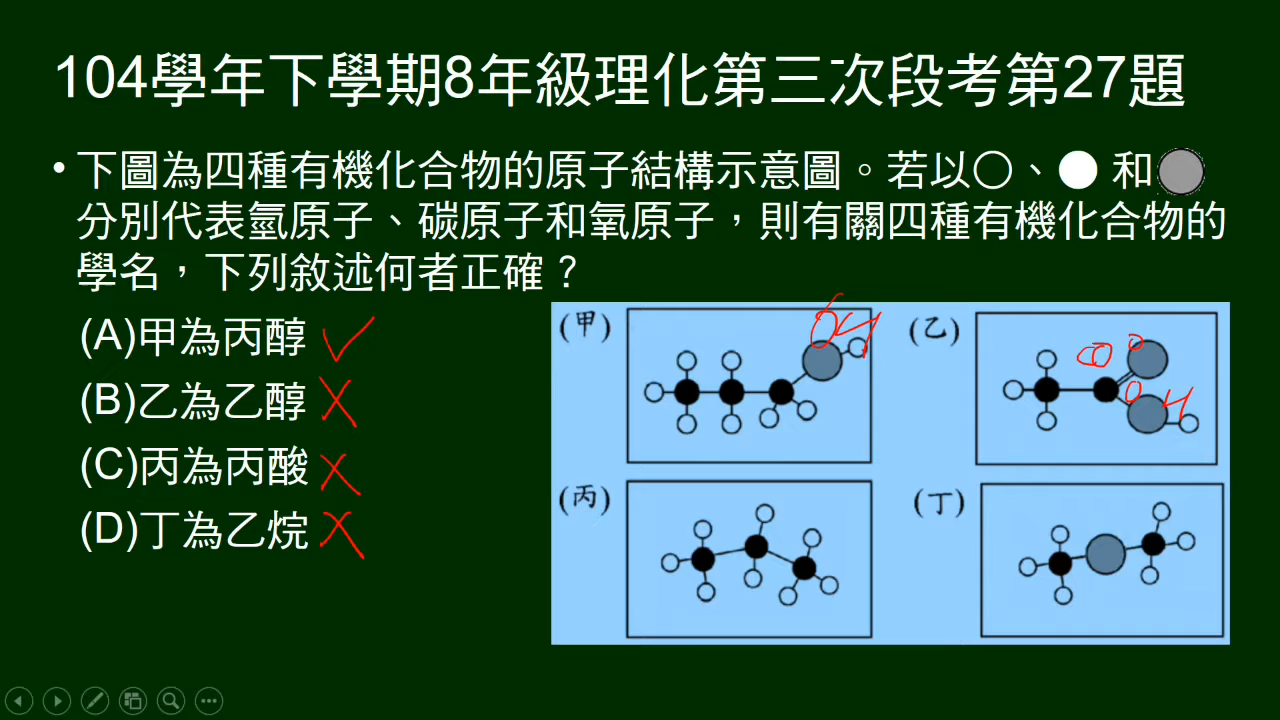 104學年下學期8年級理化第三次段考第27題
• 下圖為四種有機化合物的原子結構示意圖。若以○、● 和
分別代表氫原子、碳原子和氧原子，則有關四種有機化合物的
學名，下列敘述何者正確？
(A)甲為丙醇
(B)乙為乙醇
(C)丙為丙酸
(D)丁為乙烷
(甲)
OH
(乙)
O
OH
(丙)
(丁)